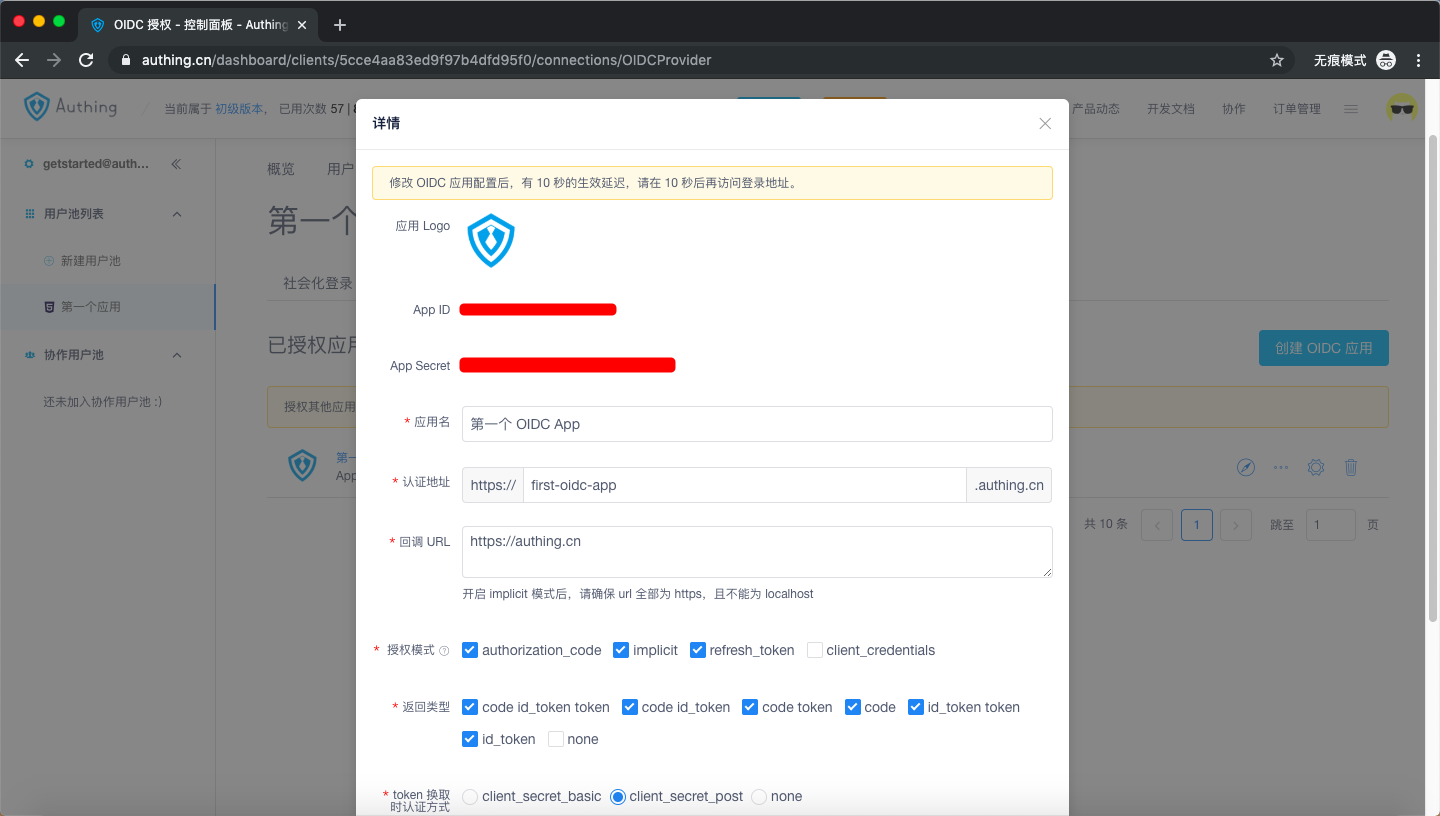 OIDC 授权 - 控制面板 - Authing
authing.cn/dashboard/clients/5cce4aa83ed9f97b4dfd95f0/connections/OIDCProvider
无痕模式
Authing
当前属于 初级版本， 已用次数 57 |
产品动态
开发文档
协作
订单管理
getstarted@auth...
用户池列表
新建用户池
第一个应用
协作用户池
还未加入协作用户池 :)
概览
用户
第一个
社会化登录
已授权应用
创建 OIDC 应用
授权其他应用
第一
App
共 10 条
1
跳至
1
页
详情
修改 OIDC 应用配置后，有 10 秒的生效延迟，请在 10 秒后再访问登录地址。
应用 Logo
App ID
App Secret
* 应用名
第一个 OIDC App
* 认证地址
https://
first-oidc-app
.authing.cn
* 回调 URL
https://authing.cn
开启 implicit 模式后，请确保 url 全部为 https，且不能为 localhost
* 授权模式
authorization_code
implicit
refresh_token
client_credentials
* 返回类型
code id_token token
code id_token
code token
code
id_token token
id_token
none
* token 换取
时认证方式
client_secret_basic
client_secret_post
none